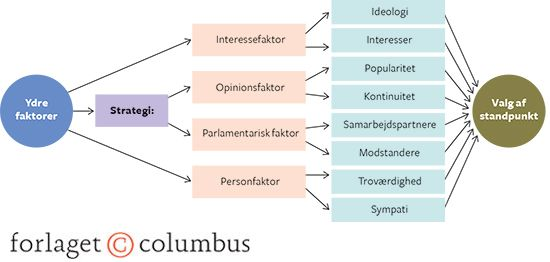 Ydre
faktorer
Strategi:
Interessefaktor
Opinionsfaktor
Parlamentarisk faktor
Personfaktor
Ideologi
Interesser
Popularitet
Kontinuitet
Samarbejdspartnere
Modstandere
Troværdighed
Sympati
Valg af
standpunkt
forlaget © columbus